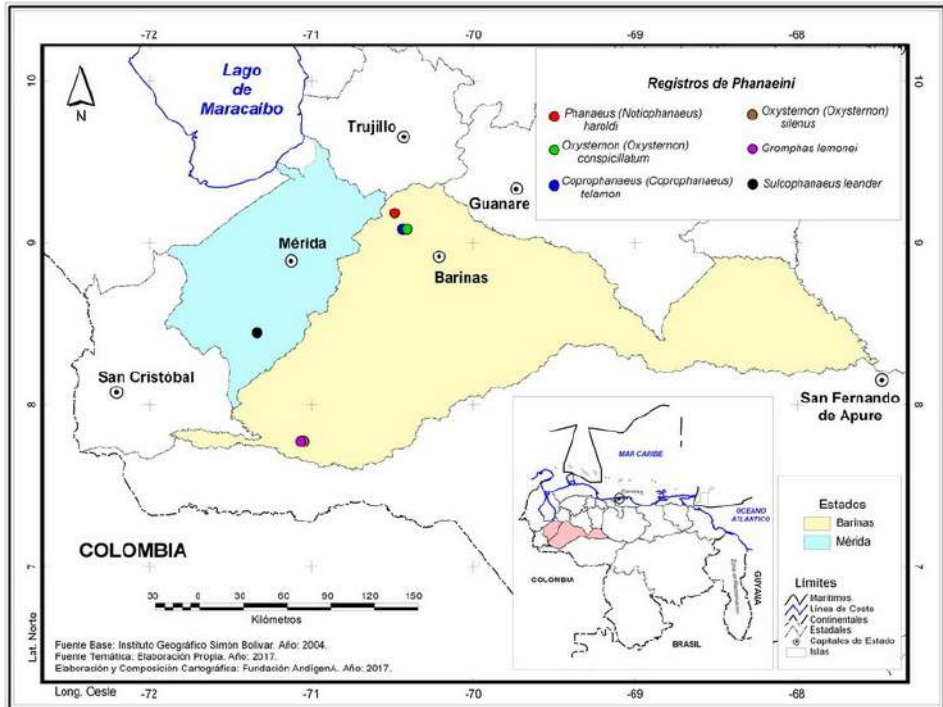 -72
-71
-70
-69
-68
10
10
Lago
de
Maracaibo
N
Trujillo
Guanare
Registros de Phanaeini
Phanaeus (Notiophanaeus)
haroldi
Oxysternon (Oxysternon)
silenus
Oxysternon (Oxysternon)
conspicillatum
Gromphas lemonei
Coprophanaeus (Coprophanaeus)
telamon
Sulcophanaeus leander
9
9
Mérida
Barinas
San Cristóbal
San Fernando
de Apure
8
8
-72
-71
-70
COLOMBIA
7
7
30 0 30 60 90 120 150
Kilómetros
MAR CARIBE
OCEANO
ATLANTICO
COLOMBIA
GUYANA
BRASIL
Estados
Barinas
Mérida
Límites
Marítimos
Línea de Costa
Continentales
Estadales
Capitales de Estado
Islas
Lat. Norte
Fuente Base: Instituto Geográfico Simón Bolívar. Año: 2004.
Fuente Temática: Elaboración Propia. Año: 2017.
Elaboración y Composición Cartográfica: Fundación AndígenA. Año: 2017.
Long. Oeste
-72
-71
-70
-69
-68